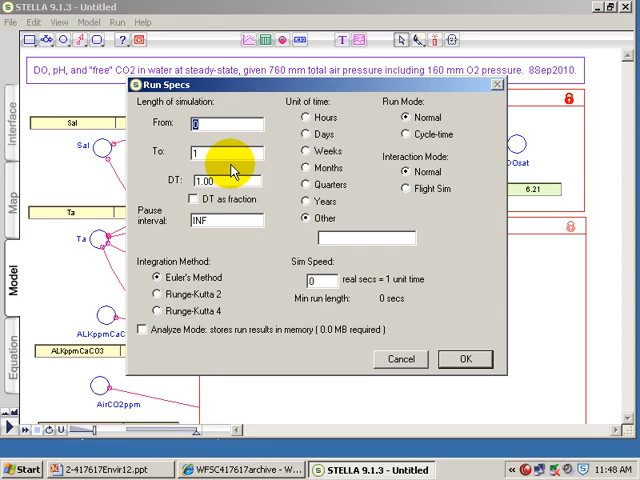 STELLA 9.1.3 - Untitled
File Edit View Model Run Help
DO, pH, and "free" CO2 in water at steady-state, given 760 mm total air pressure including 160 mm O2 pressure. 8Sep2010.
Run Specs
Length of simulation:
From: 0
To: 1
DT: 1.00
DT as fraction
Pause interval: INF
Unit of time:
Hours
Days
Weeks
Months
Quarters
Years
Other
Run Mode:
Normal
Cycle-time
Interaction Mode:
Normal
Flight Sim
Integration Method:
Euler's Method
Runge-Kutta 2
Runge-Kutta 4
Sim Speed:
0 real secs = 1 unit time
Min run length: 0 secs
Analyze Mode: stores run results in memory ( 0.0 MB required )
Cancel
OK
Interface
Map
Model
Equation
Sal
Sal
Ta
Ta
ALKppmCaC
ALKppmCaCO3
AirCO2ppm
DOsat
6.21
Start
2-417617Envir12.ppt
WFSC417617archive - W...
STELLA 9.1.3 - Untitled
11:48 AM